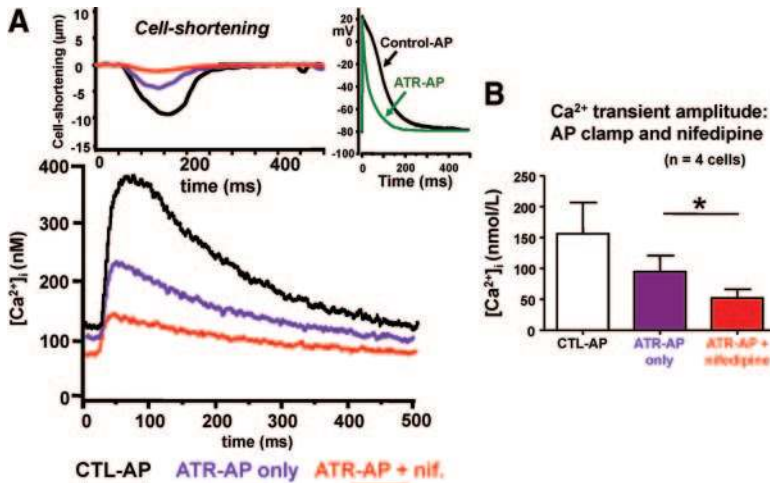 A
Cell-shortening
Cell-shortening (µm)
10
5
0
-5
-10
-15
0
200
400
time (ms)
20
mV
0
-20
-40
-60
-80
Control-AP
ATR-AP
0
200
400
Time (ms)
[Ca²⁺]ᵢ (nM)
400
300
200
100
0
0
100
200
300
400
500
time (ms)
CTL-AP ATR-AP only ATR-AP + nif.
B
Ca²⁺ transient amplitude:
AP clamp and nifedipine
(n = 4 cells)
[Ca²⁺]ᵢ (nmol/L)
250
200
150
100
50
0
*
CTL-AP
ATR-AP
only
ATR-AP +
nifedipine